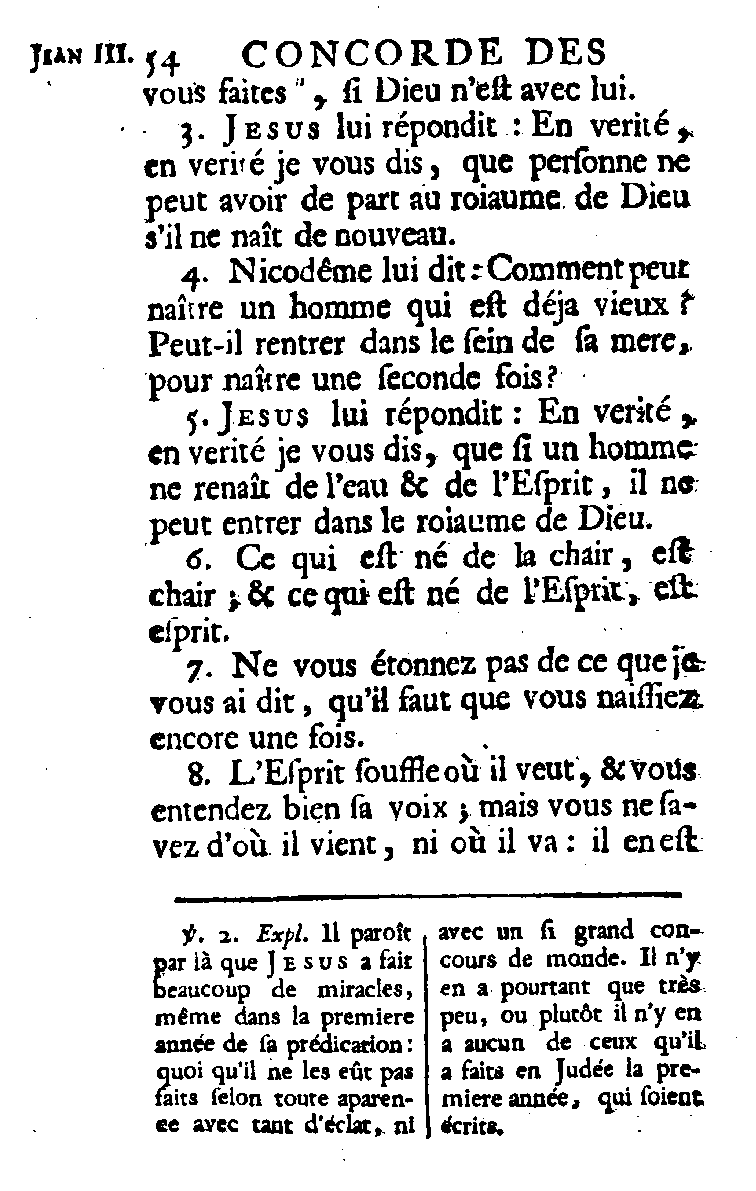 JEAN III. 54 CONCORDE DES
vous faites ", ſi Dieu n'eſt avec lui.
3. JESUS lui répondit : En verité,
en verité je vous dis, que perſonne ne
peut avoir de part au roiaume de Dieu
s'il ne naît de nouveau.
4. Nicodême lui dit : Comment peut
naître un homme qui eſt déja vieux ?
Peut-il rentrer dans le ſein de ſa mere,
pour naître une ſeconde fois?
5. JESUS lui répondit : En verité,
en verité je vous dis, que ſi un homme
ne renaît de l'eau & de l'Eſprit, il ne
peut entrer dans le roiaume de Dieu.
6. Ce qui eſt né de la chair, eſt
chair ; & ce qui eſt né de l'Eſprit, eſt
eſprit.
7. Ne vous étonnez pas de ce que je
vous ai dit, qu'il faut que vous naiſſiez
encore une fois.
8. L'Eſprit ſouffle où il veut, & vous
entendez bien ſa voix ; mais vous ne ſa-
vez d'où il vient, ni où il va : il en eſt
℣. 2. Expl. Il paroît
par là que JESUS a fait
beaucoup de miracles,
même dans la premiere
année de ſa prédication :
quoi qu'il ne les eût pas
faits ſelon toute aparen-
ce avec tant d'éclat, ni
avec un ſi grand con-
cours de monde. Il n'y
en a pourtant que très
peu, ou plutôt il n'y en
a aucun de ceux qu'il
a faits en Judée la pre-
miere année, qui ſoient
écrits.